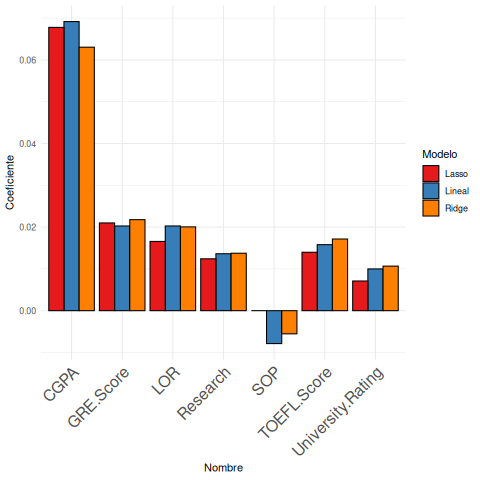 0.06
0.04
0.02
0.00
Coeficiente
CGPA
GRE.Score
LOR
Research
SOP
TOEFL.Score
University.Rating
Nombre
Modelo
Lasso
Lineal
Ridge